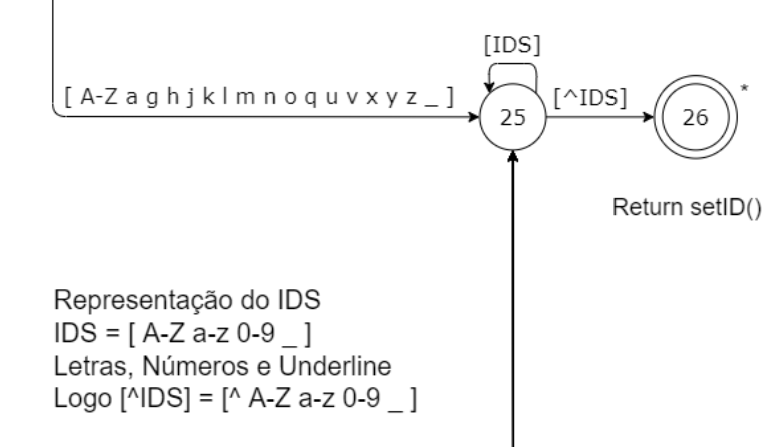 [IDS]
[ A-Z a g h j k l m n o q u v x y z _ ]
25
[^IDS]
26
*
Return setID()
Representação do IDS
IDS = [ A-Z a-z 0-9 _ ]
Letras, Números e Underline
Logo [^IDS] = [^ A-Z a-z 0-9 _ ]